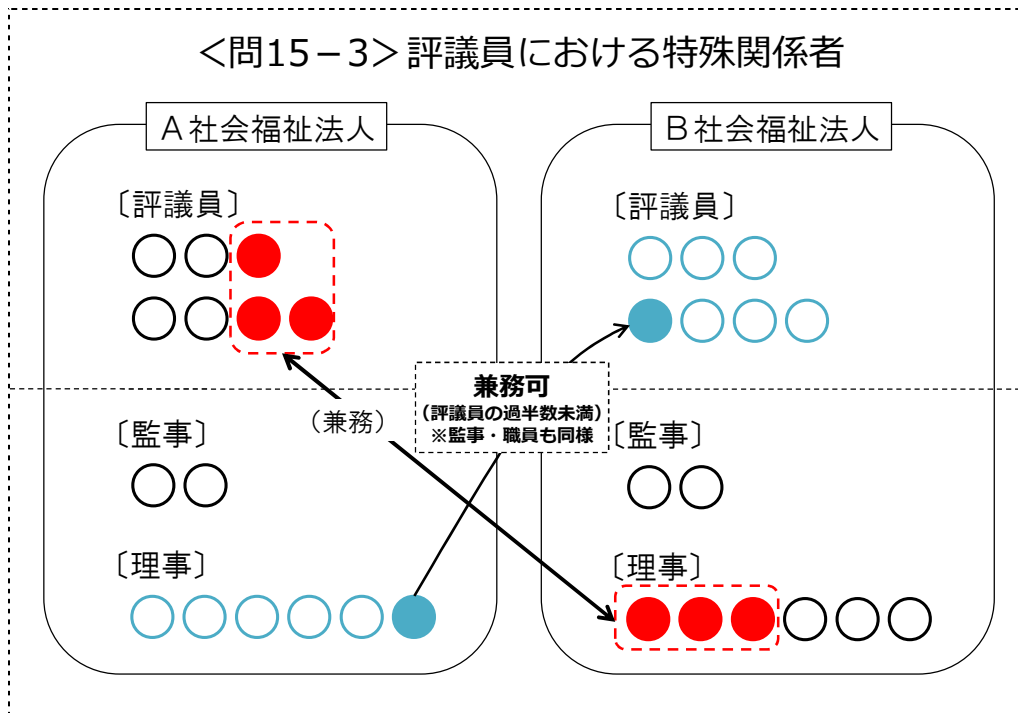 <問15-3>評議員における特殊関係者
A社会福祉法人
B社会福祉法人
〔評議員〕
〔評議員〕
兼務可
(評議員の過半数未満)
※監事・職員も同様
(兼務)
〔監事〕
〔監事〕
〔理事〕
〔理事〕